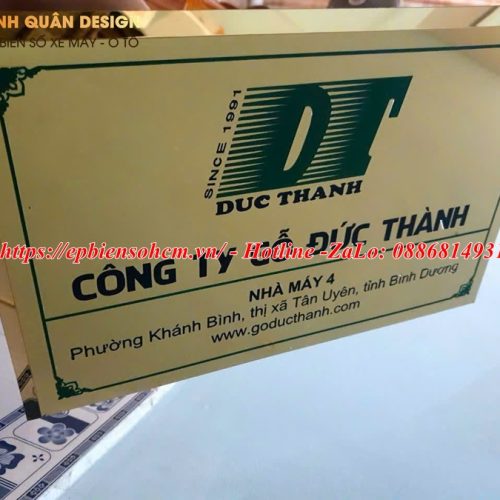 NH QUÂN DESIGN
BIỂN SỐ XE MÁY - Ô TÔ
SINCE 1991
DT
DUC THANH
https://epbiensohcm.vn/ - Hotline - ZaLo: 0886814931
CÔNG TY GỖ ĐỨC THÀNH
NHÀ MÁY 4
Phường Khánh Bình, thị xã Tân Uyên, tỉnh Bình Dương
www.goducthanh.com